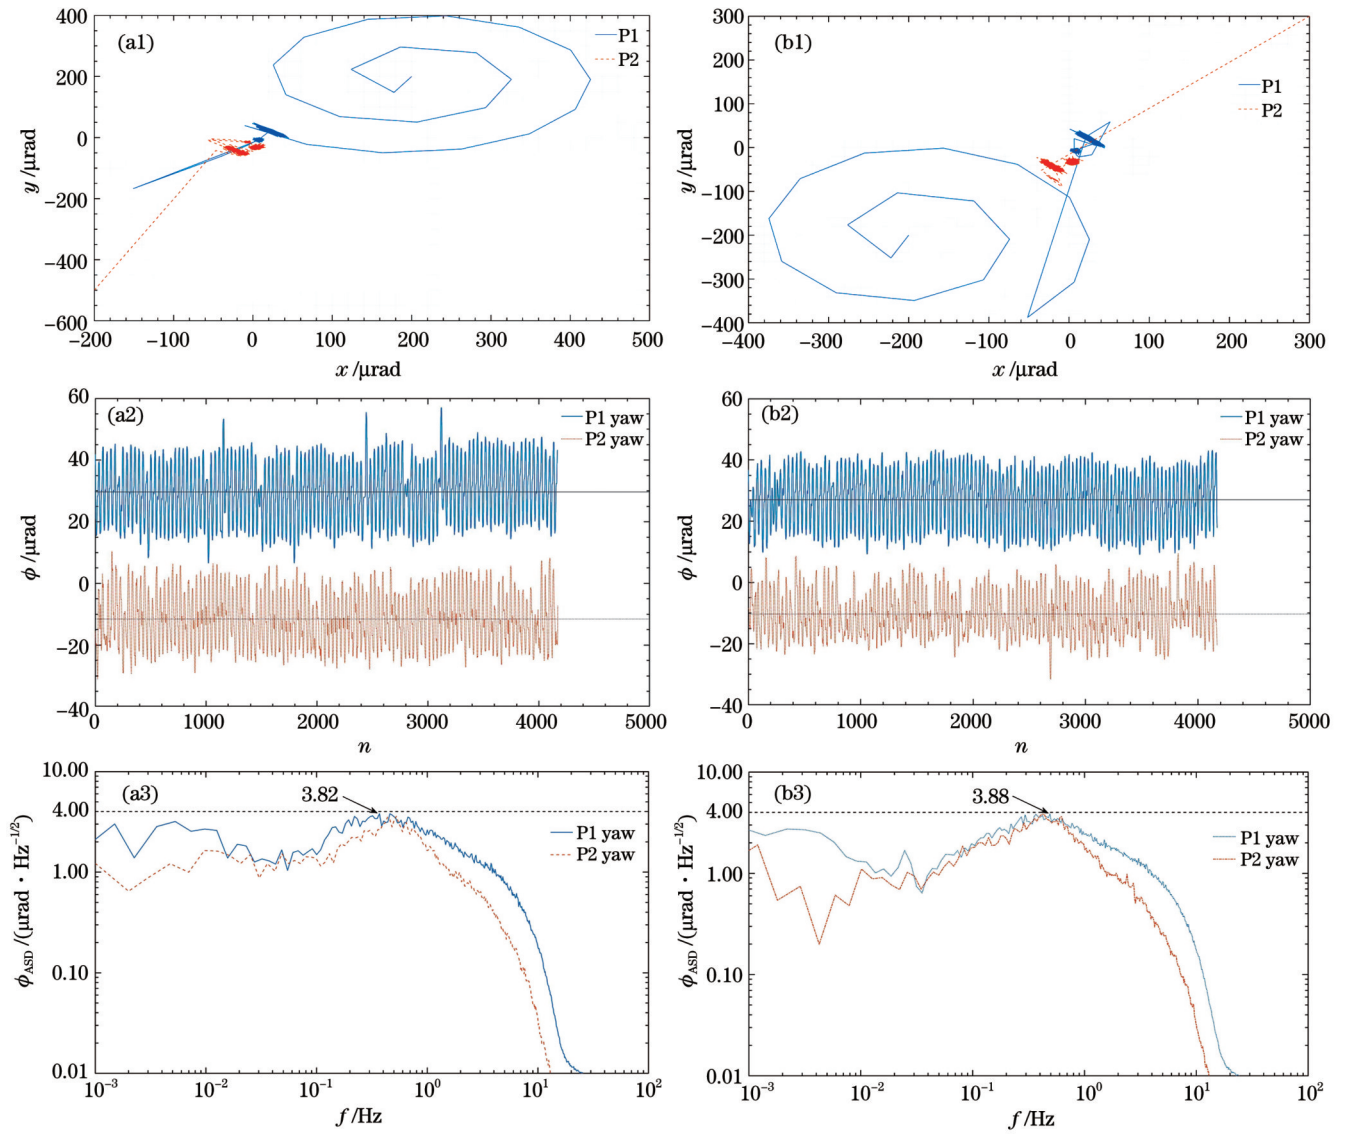 (a1)
P1
P2
400
200
0
−200
−400
−600
y /μrad
−200 −100 0 100 200 300 400 500
x /μrad
(b1)
P1
P2
300
200
100
0
−100
−200
−300
−400
y /μrad
−400 −300 −200 −100 0 100 200 300
x /μrad
(a2)
P1 yaw
P2 yaw
60
40
20
0
−20
−40
ϕ /μrad
0 1000 2000 3000 4000 5000
n
(b2)
P1 yaw
P2 yaw
60
40
20
0
−20
−40
ϕ /μrad
0 1000 2000 3000 4000 5000
n
(a3)
3.82
P1 yaw
P2 yaw
10.00
4.00
1.00
0.10
0.01
ϕASD /(μrad · Hz−1/2)
10−3 10−2 10−1 100 101 102
f /Hz
(b3)
3.88
P1 yaw
P2 yaw
10.00
4.00
1.00
0.10
0.01
ϕASD /(μrad · Hz−1/2)
10−3 10−2 10−1 100 101 102
f /Hz